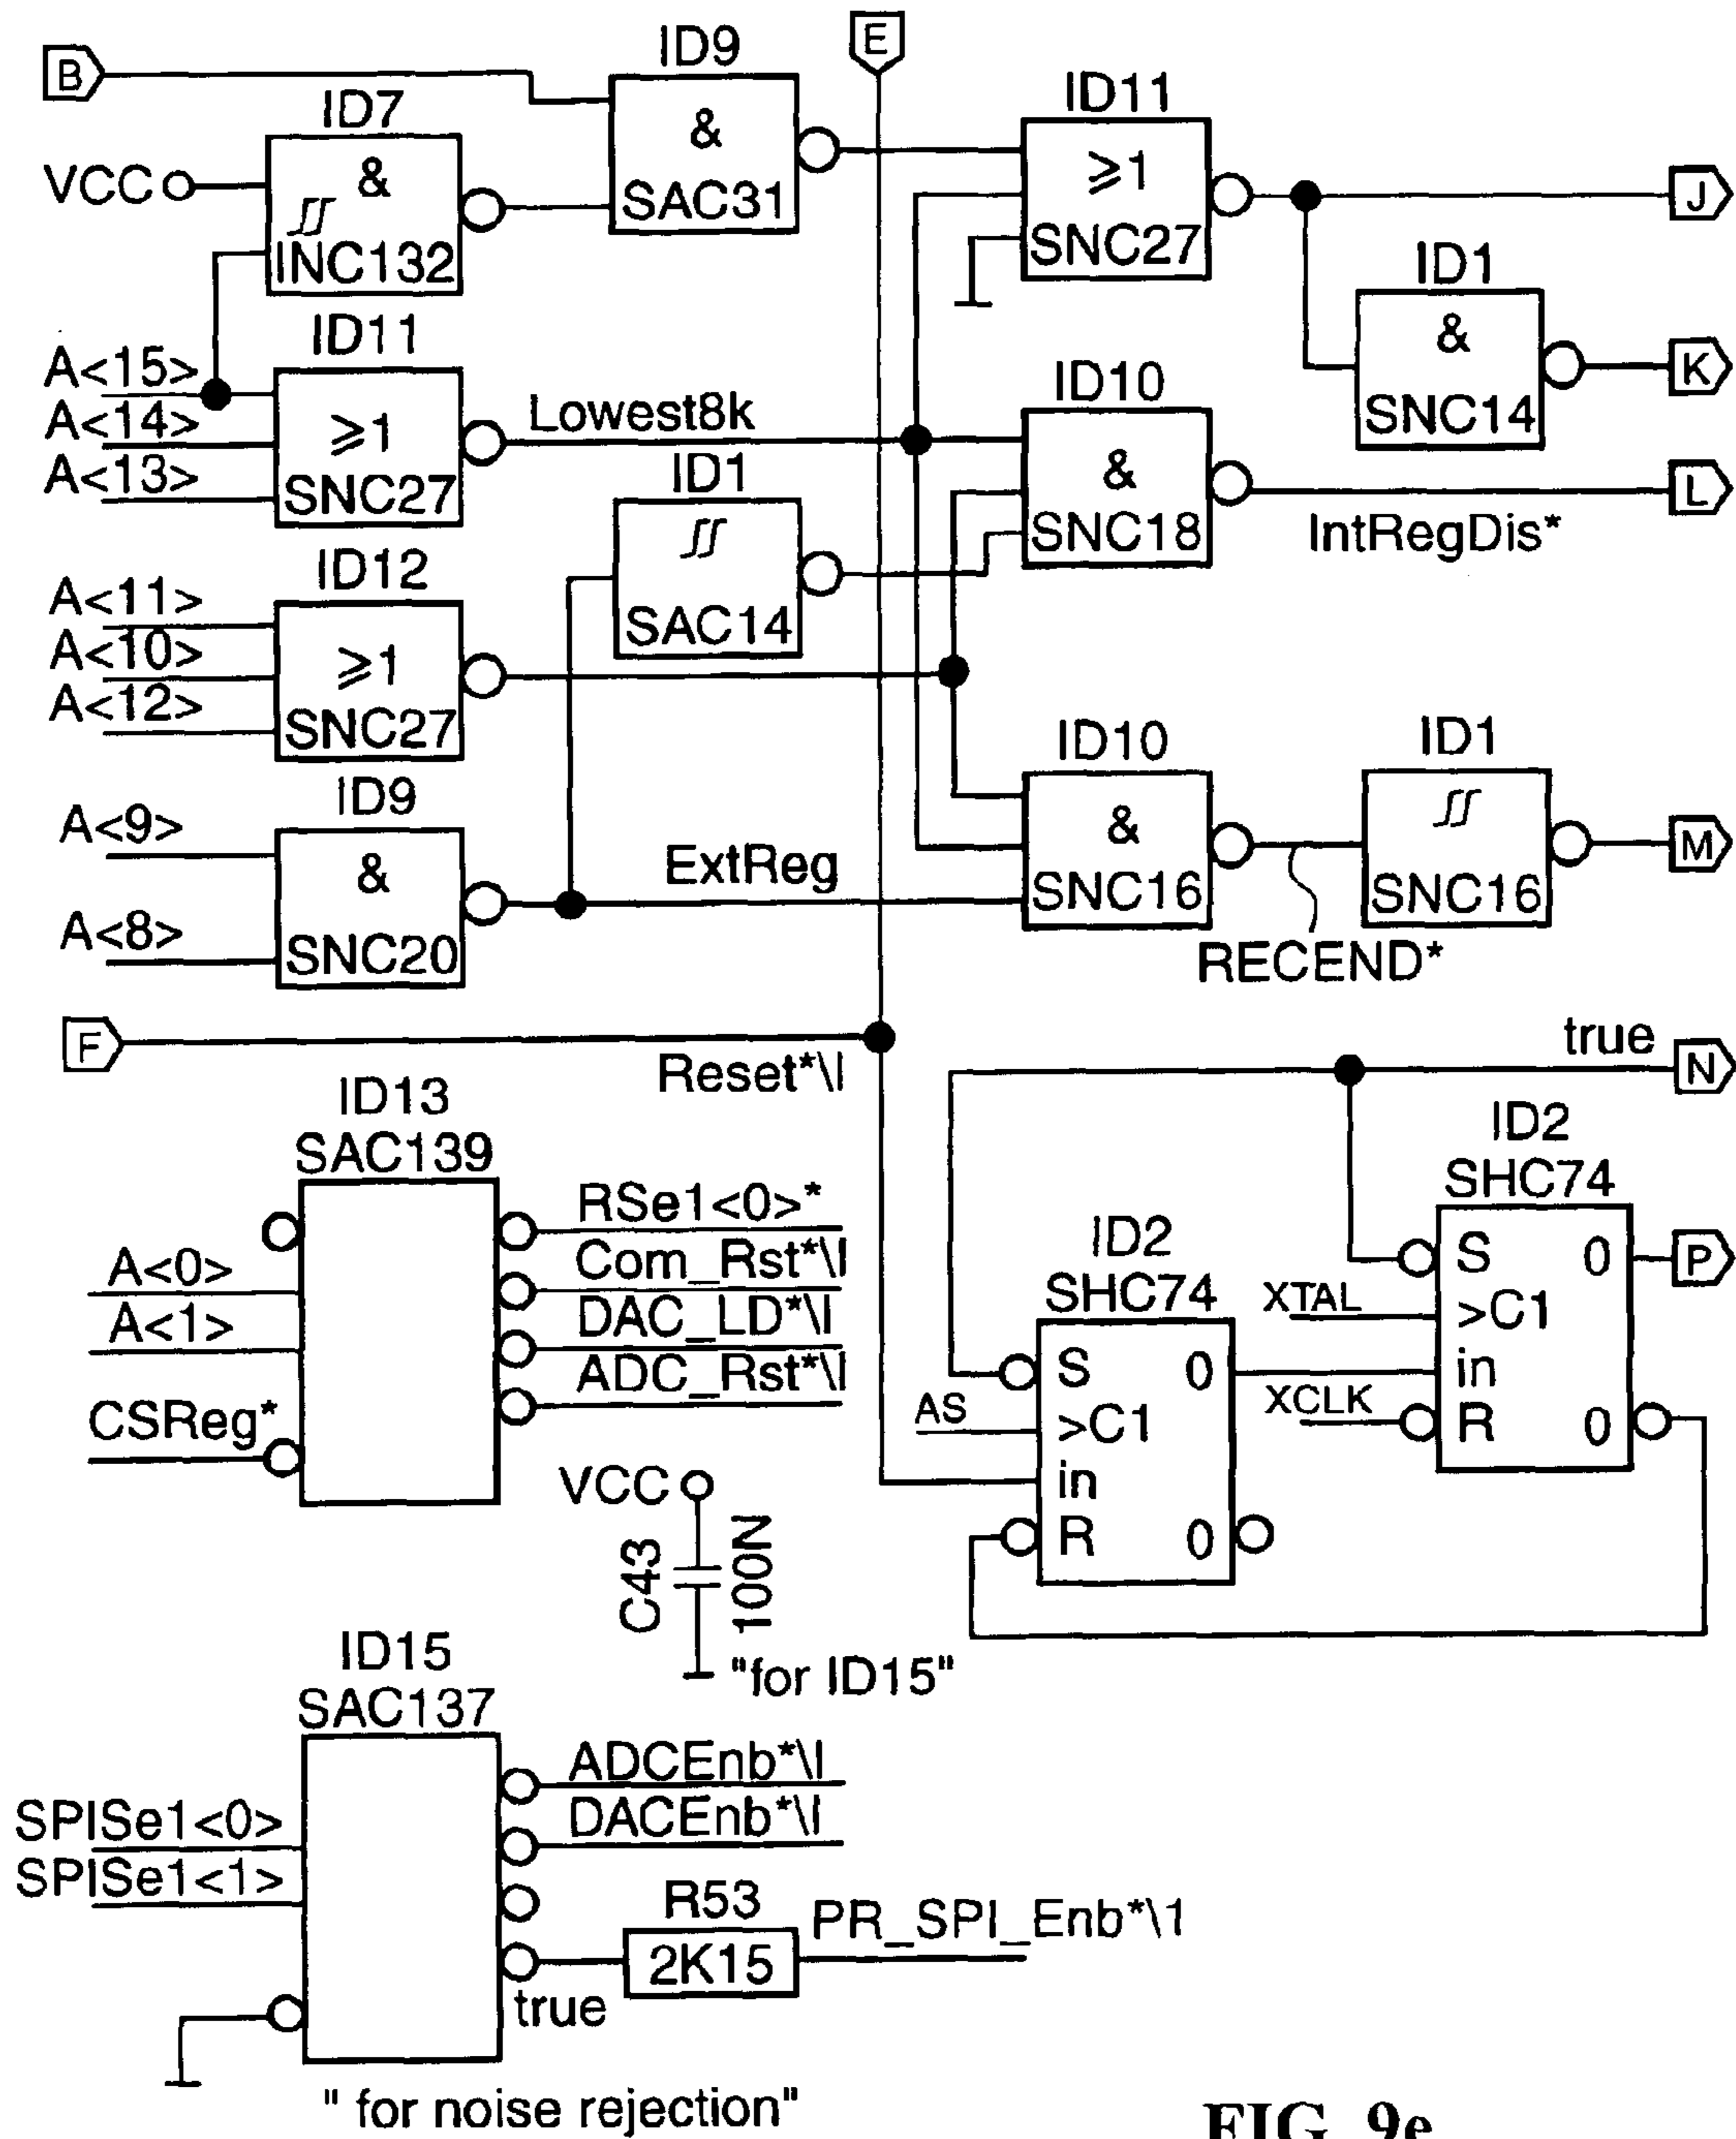 B
ID7
VCC
&
INC132
ID9
&
SAC31
E
ID11
≥1
SNC27
J
ID1
&
SNC14
K
A<15>
A<14>
A<13>
ID11
≥1
SNC27
Lowest8k
ID10
&
SNC18
L
IntRegDis*
ID1
SAC14
A<11>
A<10>
A<12>
ID12
≥1
SNC27
A<9>
A<8>
ID9
&
SNC20
ExtReg
ID10
&
SNC16
RECEND*
ID1
SNC16
M
F
Reset*\I
true
N
ID13
SAC139
A<0>
A<1>
CSReg*
RSe1<0>*
Com_Rst*\I
DAC_LD*\I
ADC_Rst*\I
ID2
SHC74
AS
S 0
>C1
in
R 0
ID2
SHC74
XTAL
XCLK
S 0
>C1
in
R 0
P
VCC
C43
100N
"for ID15"
ID15
SAC137
SPISe1<0>
SPISe1<1>
ADCEnb*\I
DACEnb*\I
R53
2K15
PR_SPI_Enb*\1
true
" for noise rejection"
FIG. 9e